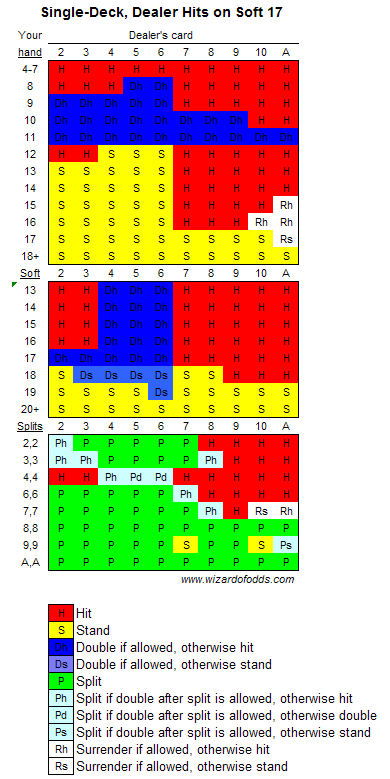 Single-Deck, Dealer Hits on Soft 17
Your Dealer's card
hand 2 3 4 5 6 7 8 9 10 A
4-7 H H H H H H H H H H
8 H H H Dh Dh H H H H H
9 Dh Dh Dh Dh Dh H H H H H
10 Dh Dh Dh Dh Dh Dh Dh Dh H H
11 Dh Dh Dh Dh Dh Dh Dh Dh Dh Dh
12 H H S S S H H H H H
13 S S S S S H H H H H
14 S S S S S H H H H H
15 S S S S S H H H H Rh
16 S S S S S H H H Rh Rh
17 S S S S S S S S S Rs
18+ S S S S S S S S S S
Soft 2 3 4 5 6 7 8 9 10 A
13 H H Dh Dh Dh H H H H H
14 H H Dh Dh Dh H H H H H
15 H H Dh Dh Dh H H H H H
16 H H Dh Dh Dh H H H H H
17 Dh Dh Dh Dh Dh H H H H H
18 S Ds Ds Ds Ds S S H H H
19 S S S S Ds S S S S S
20+ S S S S S S S S S S
Splits 2 3 4 5 6 7 8 9 10 A
2,2 Ph P P P P P H H H H
3,3 Ph Ph P P P P Ph H H H
4,4 H H Ph Pd Pd H H H H H
6,6 P P P P P Ph H H H H
7,7 P P P P P P Ph H Rs Rh
8,8 P P P P P P P P P P
9,9 P P P P P S P P S Ps
A,A P P P P P P P P P P
www.wizardofodds.com
H Hit
S Stand
Dh Double if allowed, otherwise hit
Ds Double if allowed, otherwise stand
P Split
Ph Split if double after split is allowed, otherwise hit
Pd Split if double after split is allowed, otherwise double
Ps Split if double after split is allowed, otherwise stand
Rh Surrender if allowed, otherwise hit
Rs Surrender if allowed, otherwise stand